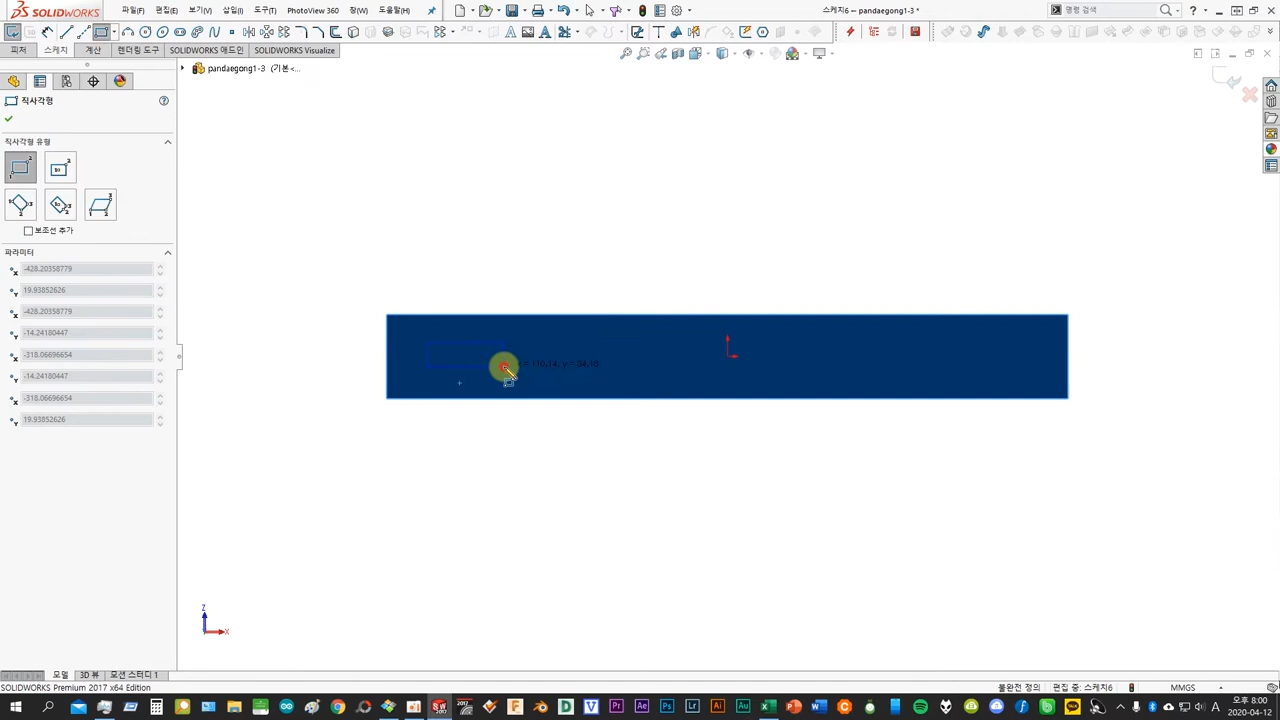 SOLIDWORKS 파일(F) 편집(E) 보기(V) 삽입(I) 도구(T) PhotoView 360 창(W) 도움말(H) 스케치6 - pandaegong1-3 * 명령 검색
피처 스케치 계산 렌더링 도구 SOLIDWORKS 애드인 SOLIDWORKS Visualize
pandaegong1-3 (기본<...
직사각형
직사각형 유형
보조선 추가
파라미터
-428.20358779
19.93852626
-428.20358779
-14.24180447
-318.06696654
-14.24180447
-318.06696654
19.93852626
x = 110.14, y = 34.18
Z
X
모델 3D 뷰 모션 스터디 1
SOLIDWORKS Premium 2017 x64 Edition 불완전 정의 편집 중: 스케치6 MMGS
오후 8:00
2020-04-12